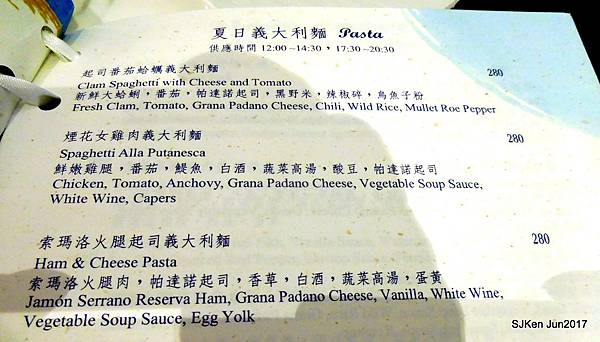 夏日義大利麵 Pasta
供應時間 12:00~14:30，17:30~20:30
起司番茄蛤蠣義大利麵 280
Clam Spaghetti with Cheese and Tomato
新鮮大蛤蜊，番茄，帕達諾起司，黑野米，辣椒碎，烏魚子粉
Fresh Clam, Tomato, Grana Padano Cheese, Chili, Wild Rice, Mullet Roe Pepper
煙花女雞肉義大利麵 280
Spaghetti Alla Putanesca
鮮嫩雞腿，番茄，鯷魚，白酒，蔬菜高湯，酸豆，帕達諾起司
Chicken, Tomato, Anchovy, Grana Padano Cheese, Vegetable Soup Sauce,
White Wine, Capers
索瑪洛火腿起司義大利麵 280
Ham & Cheese Pasta
索瑪洛火腿肉，帕達諾起司，香草，白酒，蔬菜高湯，蛋黃
Jamón Serrano Reserva Ham, Grana Padano Cheese, Vanilla, White Wine,
Vegetable Soup Sauce, Egg Yolk
SJKen Jun2017